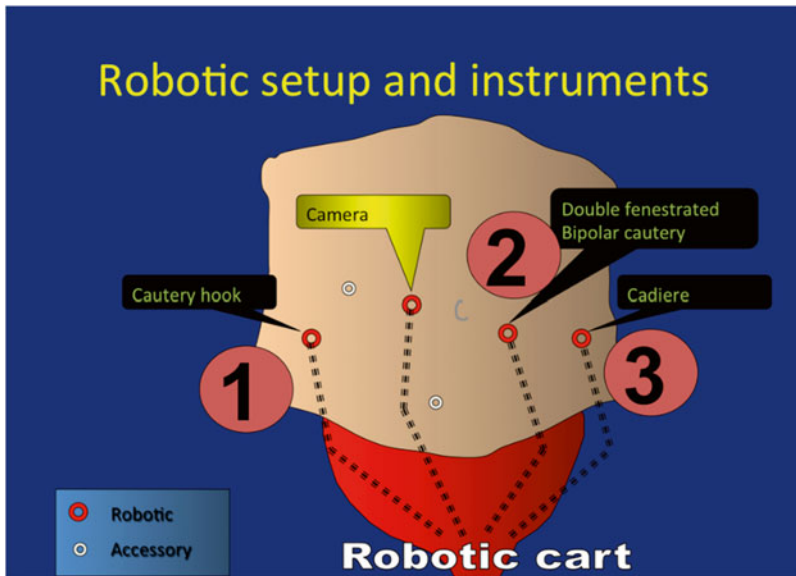 Robotic setup and instruments
Camera
Double fenestrated
Bipolar cautery
2
Cautery hook
Cadiere
1
3
Robotic
Accessory
Robotic cart